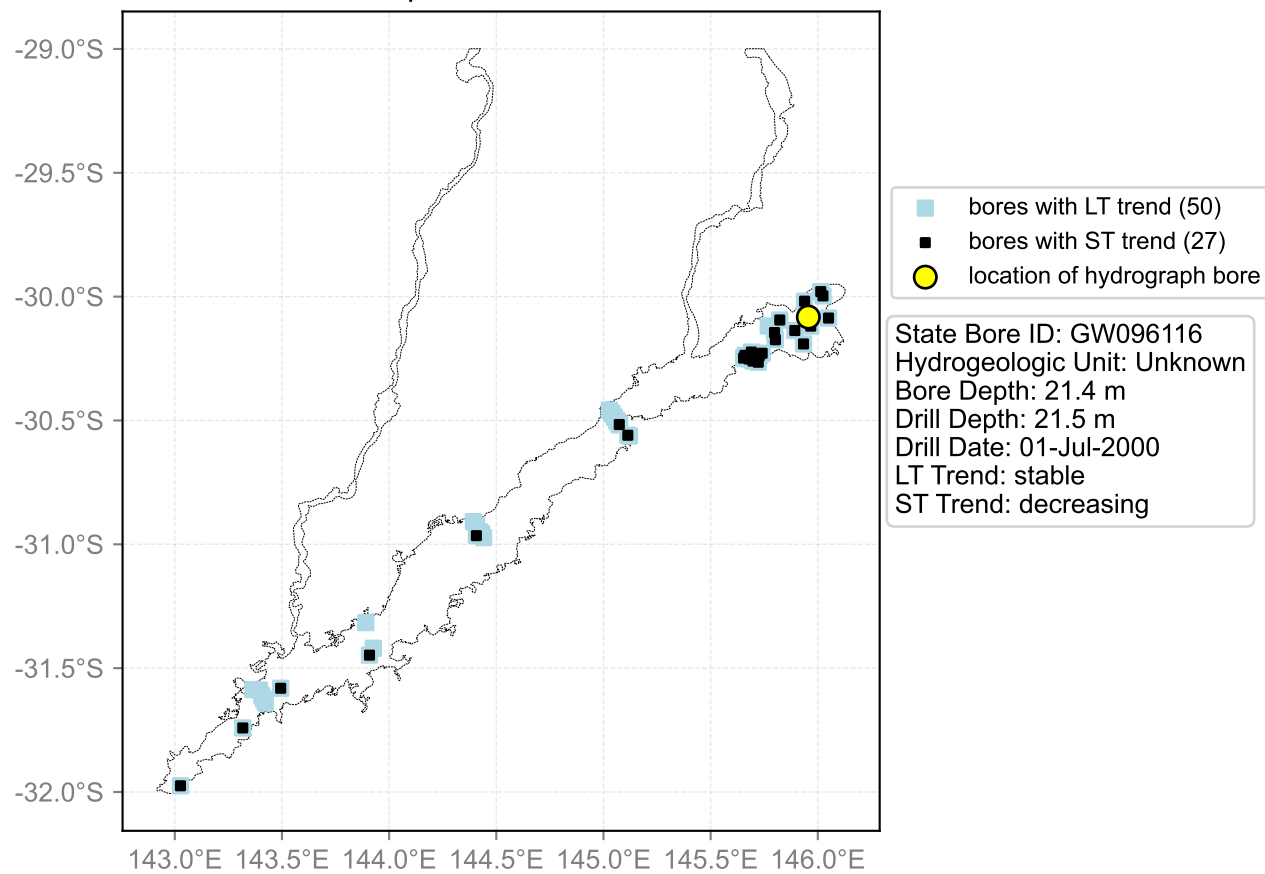 -29.0°S
-29.5°S
-30.0°S
-30.5°S
-31.0°S
-31.5°S
-32.0°S
143.0°E 143.5°E 144.0°E 144.5°E 145.0°E 145.5°E 146.0°E
bores with LT trend (50)
bores with ST trend (27)
location of hydrograph bore
State Bore ID: GW096116
Hydrogeologic Unit: Unknown
Bore Depth: 21.4 m
Drill Depth: 21.5 m
Drill Date: 01-Jul-2000
LT Trend: stable
ST Trend: decreasing